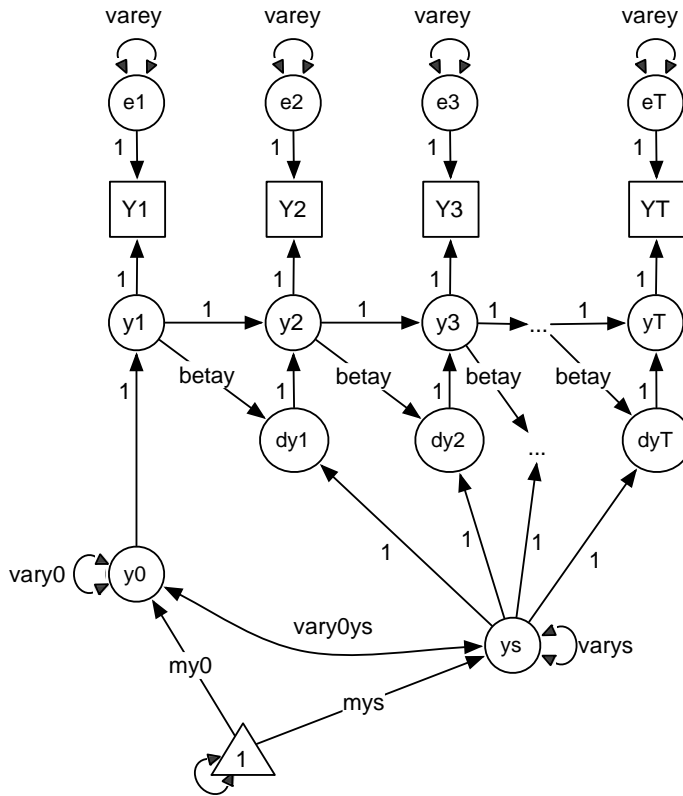 varey varey varey varey
e1 e2 e3 eT
1 1 1 1
Y1 Y2 Y3 YT
1 1 1 1
y1 1 y2 1 y3 1 ... 1 yT
betay betay betay betay
1 1 1
dy1 dy2 ... dyT
1
1 1 1 1
vary0 y0
vary0ys
ys varys
my0 mys
1